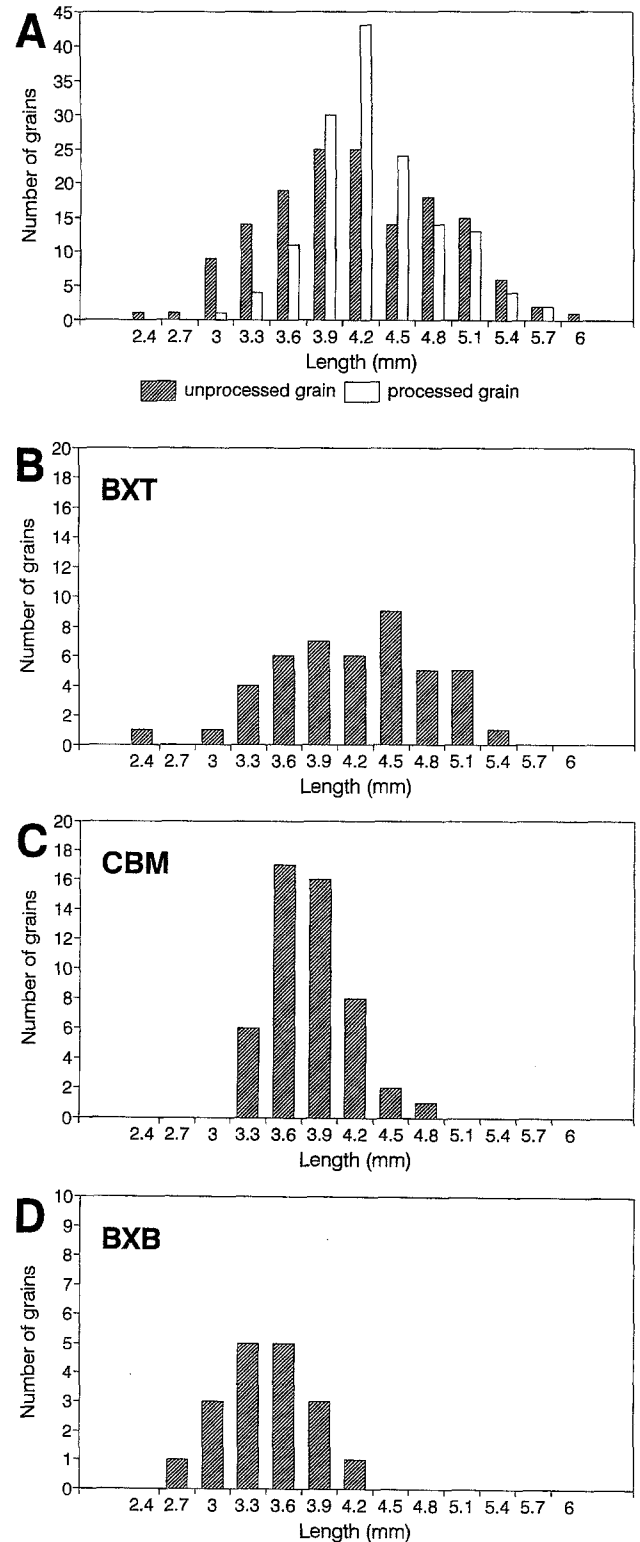 A
45
40
35
30
25
20
15
10
5
0
Number of grains
2.4 2.7 3 3.3 3.6 3.9 4.2 4.5 4.8 5.1 5.4 5.7 6
Length (mm)
unprocessed grain processed grain
B
BXT
20
18
16
14
12
10
8
6
4
2
0
Number of grains
2.4 2.7 3 3.3 3.6 3.9 4.2 4.5 4.8 5.1 5.4 5.7 6
Length (mm)
C
CBM
20
18
16
14
12
10
8
6
4
2
0
Number of grains
2.4 2.7 3 3.3 3.6 3.9 4.2 4.5 4.8 5.1 5.4 5.7 6
Length (mm)
D
BXB
10
9
8
7
6
5
4
3
2
1
0
Number of grains
2.4 2.7 3 3.3 3.6 3.9 4.2 4.5 4.8 5.1 5.4 5.7 6
Length (mm)